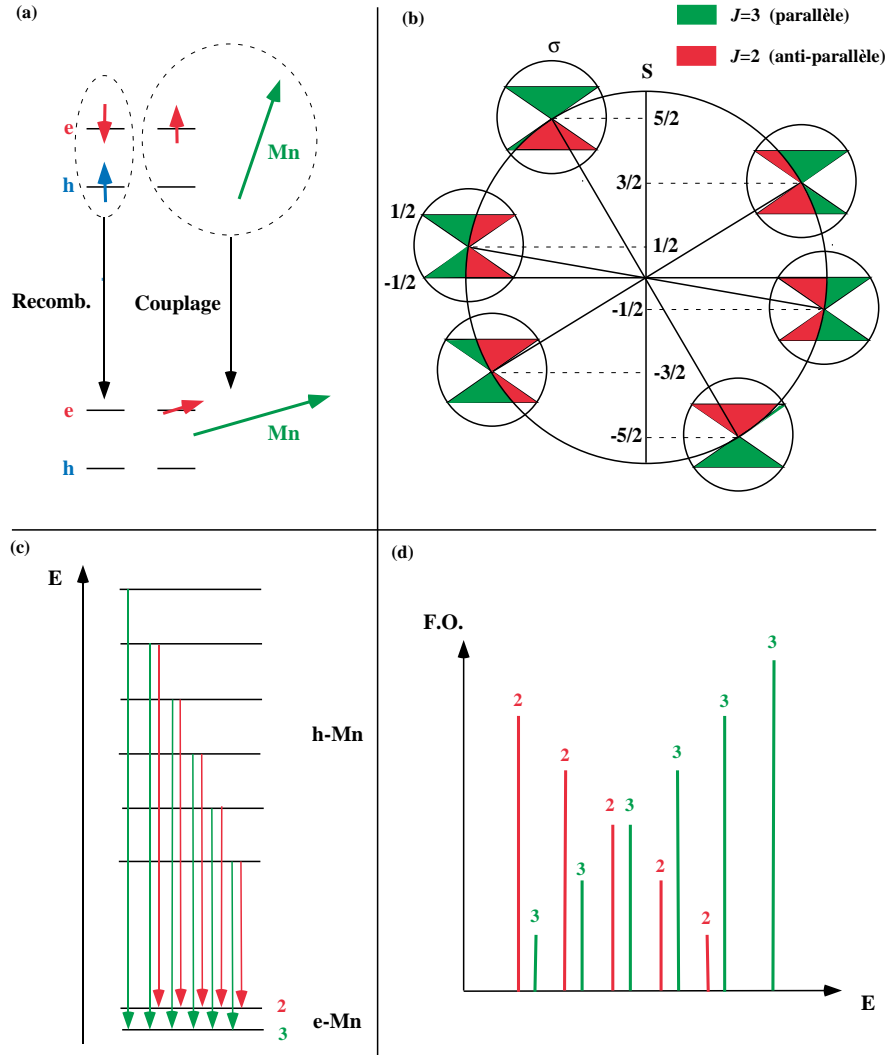 (a)
e
Mn
h
Recomb.
Couplage
e
Mn
h
(b)
J=3 (parallèle)
J=2 (anti-parallèle)
σ
S
5/2
3/2
1/2
1/2
-1/2
-1/2
-3/2
-5/2
(c)
E
h-Mn
2
e-Mn
3
(d)
F.O.
3
2
3
2
3
2
3
3
2
2
3
E